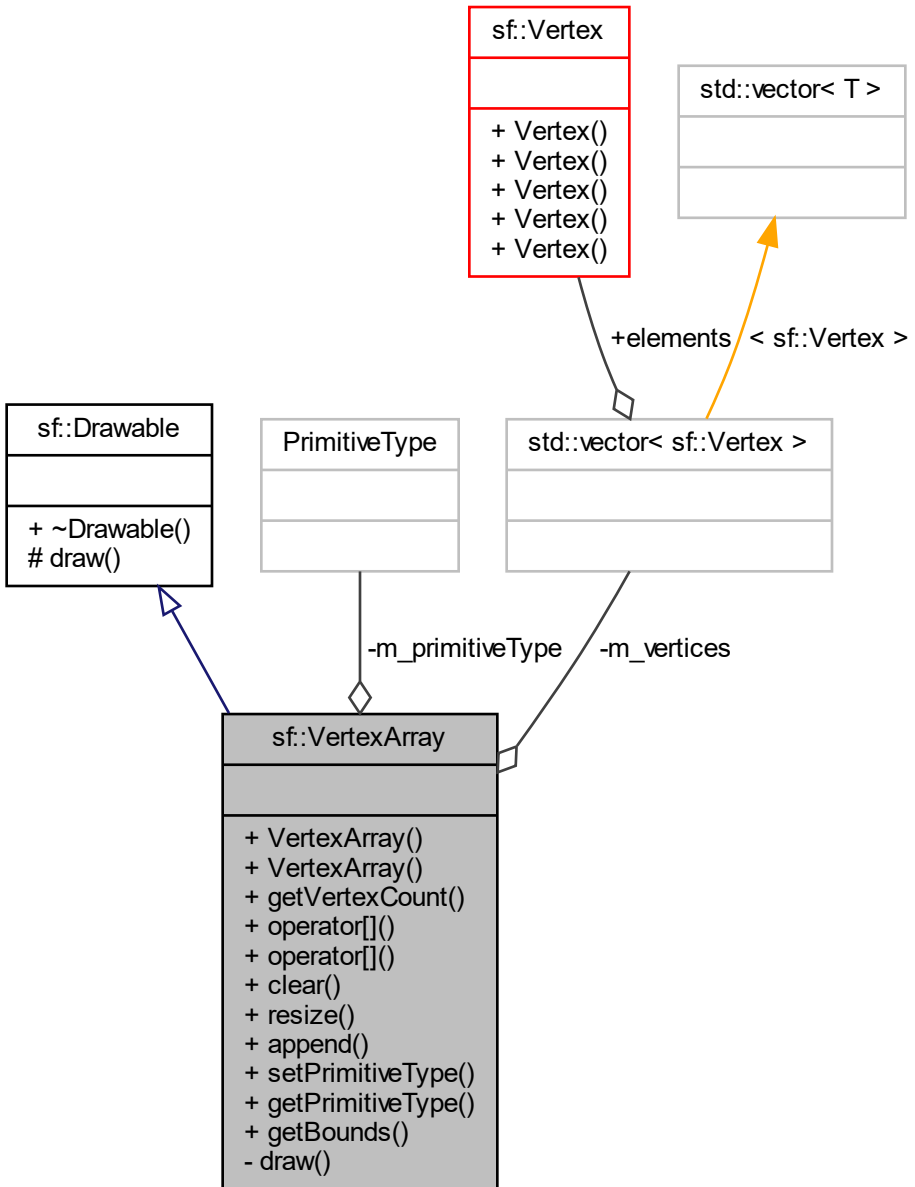 sf::Vertex
+ Vertex()
+ Vertex()
+ Vertex()
+ Vertex()
+ Vertex()
std::vector< T >
+elements
< sf::Vertex >
sf::Drawable
+ ~Drawable()
# draw()
PrimitiveType
std::vector< sf::Vertex >
-m_primitiveType
-m_vertices
sf::VertexArray
+ VertexArray()
+ VertexArray()
+ getVertexCount()
+ operator[]()
+ operator[]()
+ clear()
+ resize()
+ append()
+ setPrimitiveType()
+ getPrimitiveType()
+ getBounds()
- draw()